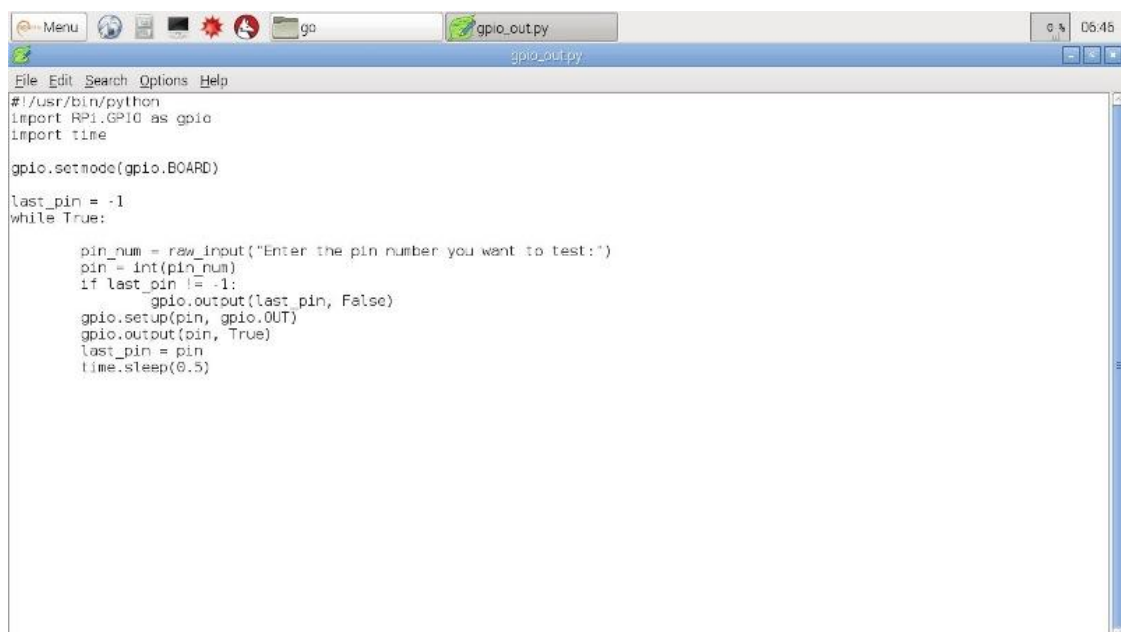 Menu
go
gpio_out.py
0 %
05:46
gpio_out.py
File Edit Search Options Help
#!/usr/bin/python
import RPi.GPIO as gpio
import time
gpio.setmode(gpio.BOARD)
last_pin = -1
while True:
pin_num = raw_input("Enter the pin number you want to test:")
pin = int(pin_num)
if last_pin != -1:
gpio.output(last_pin, False)
gpio.setup(pin, gpio.OUT)
gpio.output(pin, True)
last_pin = pin
time.sleep(0.5)